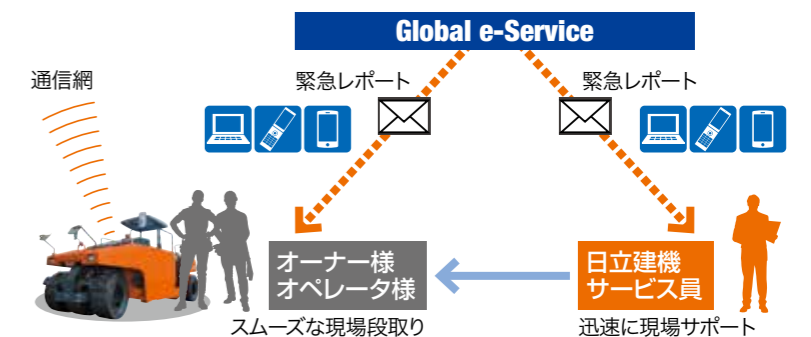 Global e-Service
通信網
緊急レポート
緊急レポート
オーナー様
オペレータ様
日立建機
サービス員
スムーズな現場段取り
迅速に現場サポート